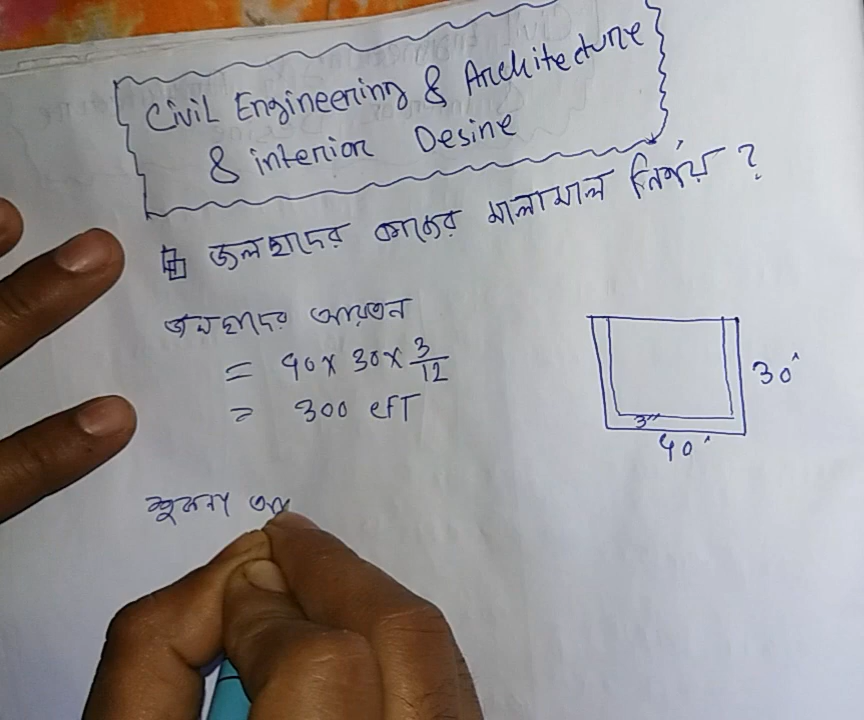 Civil Engineering & Architecture
& interior Desine
জলছাদের কাজের মালামাল নির্ণয় ?
জলছাদের আয়তন
= 40 x 30 x 3/12
= 300 cft
30'
3"
40'
শুকনা আ